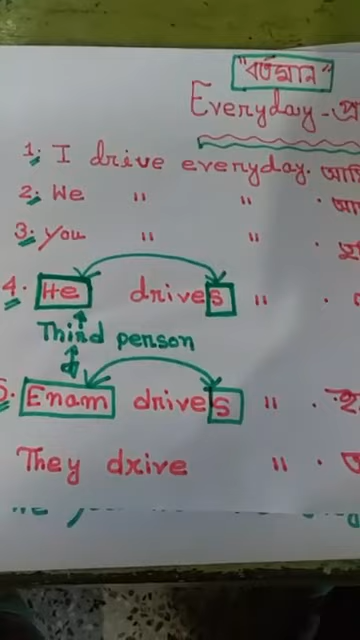 "বর্তমান"
Everyday -
1. I drive everyday.
2. We " " .
3. you " " .
4. He drives "
Third person
5. Enam drives " .
They drive " .